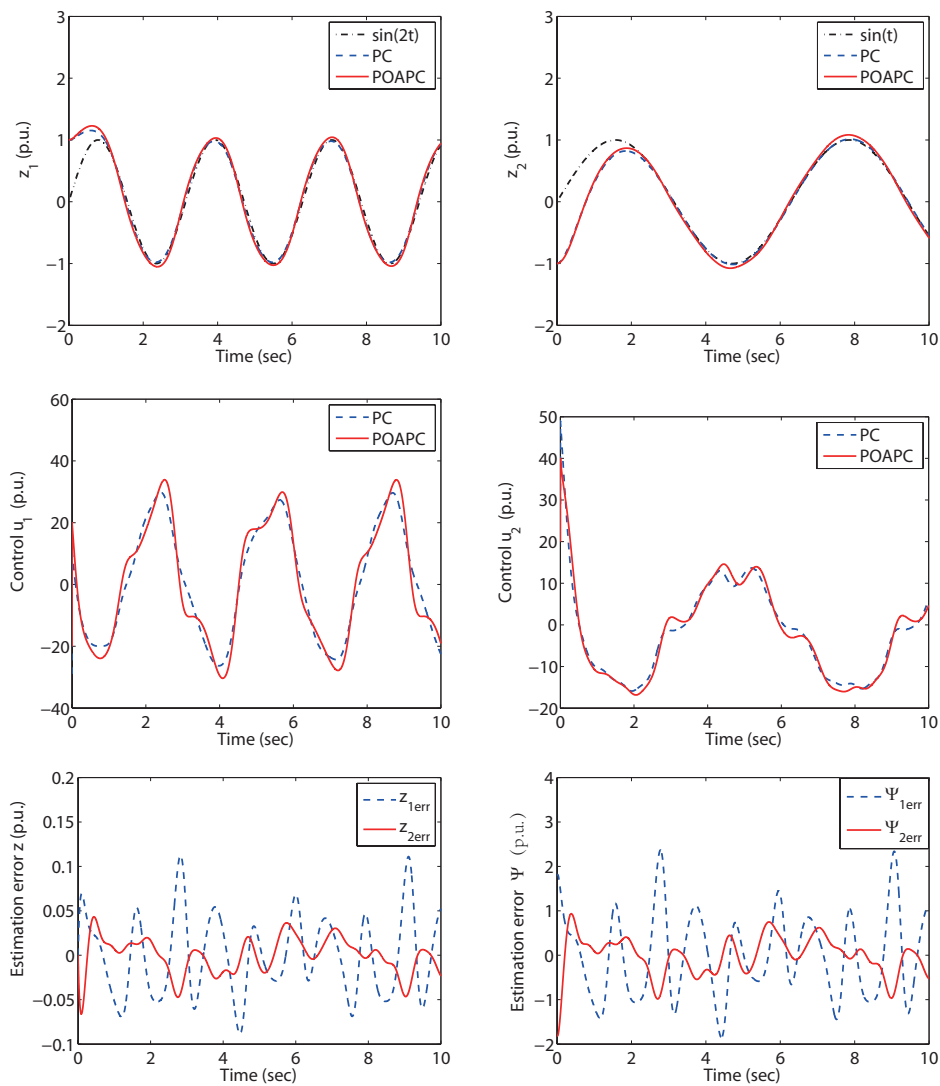 3
2
1
0
−1
−2
z1 (p.u.)
sin(2t)
PC
POAPC
0 2 4 6 8 10
Time (sec)
3
2
1
0
−1
−2
z2 (p.u.)
sin(t)
PC
POAPC
0 2 4 6 8 10
Time (sec)
60
40
20
0
−20
−40
Control u1 (p.u.)
PC
POAPC
0 2 4 6 8 10
Time (sec)
50
40
30
20
10
0
−10
−20
Control u2 (p.u.)
PC
POAPC
0 2 4 6 8 10
Time (sec)
0.2
0.15
0.1
0.05
0
−0.05
−0.1
Estimation error z (p.u.)
z1err
z2err
0 2 4 6 8 10
Time (sec)
4
3
2
1
0
−1
−2
Estimation error Ψ (p.u.)
Ψ1err
Ψ2err
0 2 4 6 8 10
Time (sec)